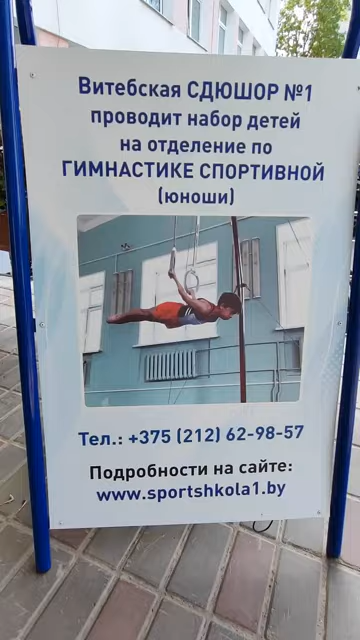 Витебская СДЮШОР №1
проводит набор детей
на отделение по
ГИМНАСТИКЕ СПОРТИВНОЙ
(юноши)
Тел.: +375 (212) 62-98-57
Подробности на сайте:
www.sportshkola1.by